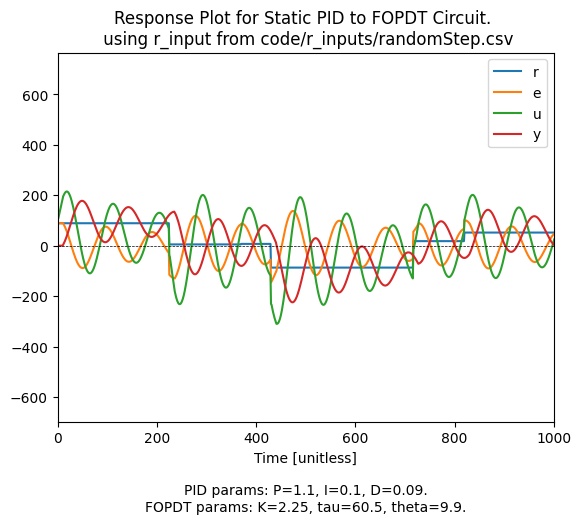 Response Plot for Static PID to FOPDT Circuit.
using r_input from code/r_inputs/randomStep.csv
r
e
u
y
600
400
200
0
−200
−400
−600
0 200 400 600 800 1000
Time [unitless]
PID params: P=1.1, I=0.1, D=0.09.
FOPDT params: K=2.25, tau=60.5, theta=9.9.